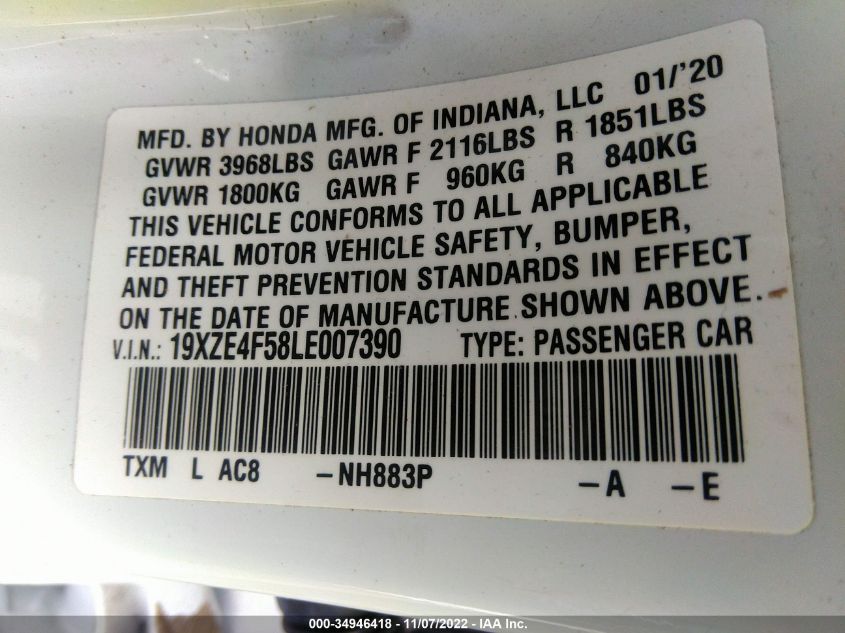 MFD. BY HONDA MFG. OF INDIANA, LLC 01/'20
GVWR 3968LBS GAWR F 2116LBS R 1851LBS
GVWR 1800KG GAWR F 960KG R 840KG
THIS VEHICLE CONFORMS TO ALL APPLICABLE
FEDERAL MOTOR VEHICLE SAFETY, BUMPER,
AND THEFT PREVENTION STANDARDS IN EFFECT
ON THE DATE OF MANUFACTURE SHOWN ABOVE.
V.I.N.: 19XZE4F58LE007390 TYPE: PASSENGER CAR
TXM L AC8 -NH883P -A -E
000-34946418 - 11/07/2022 - IAA Inc.